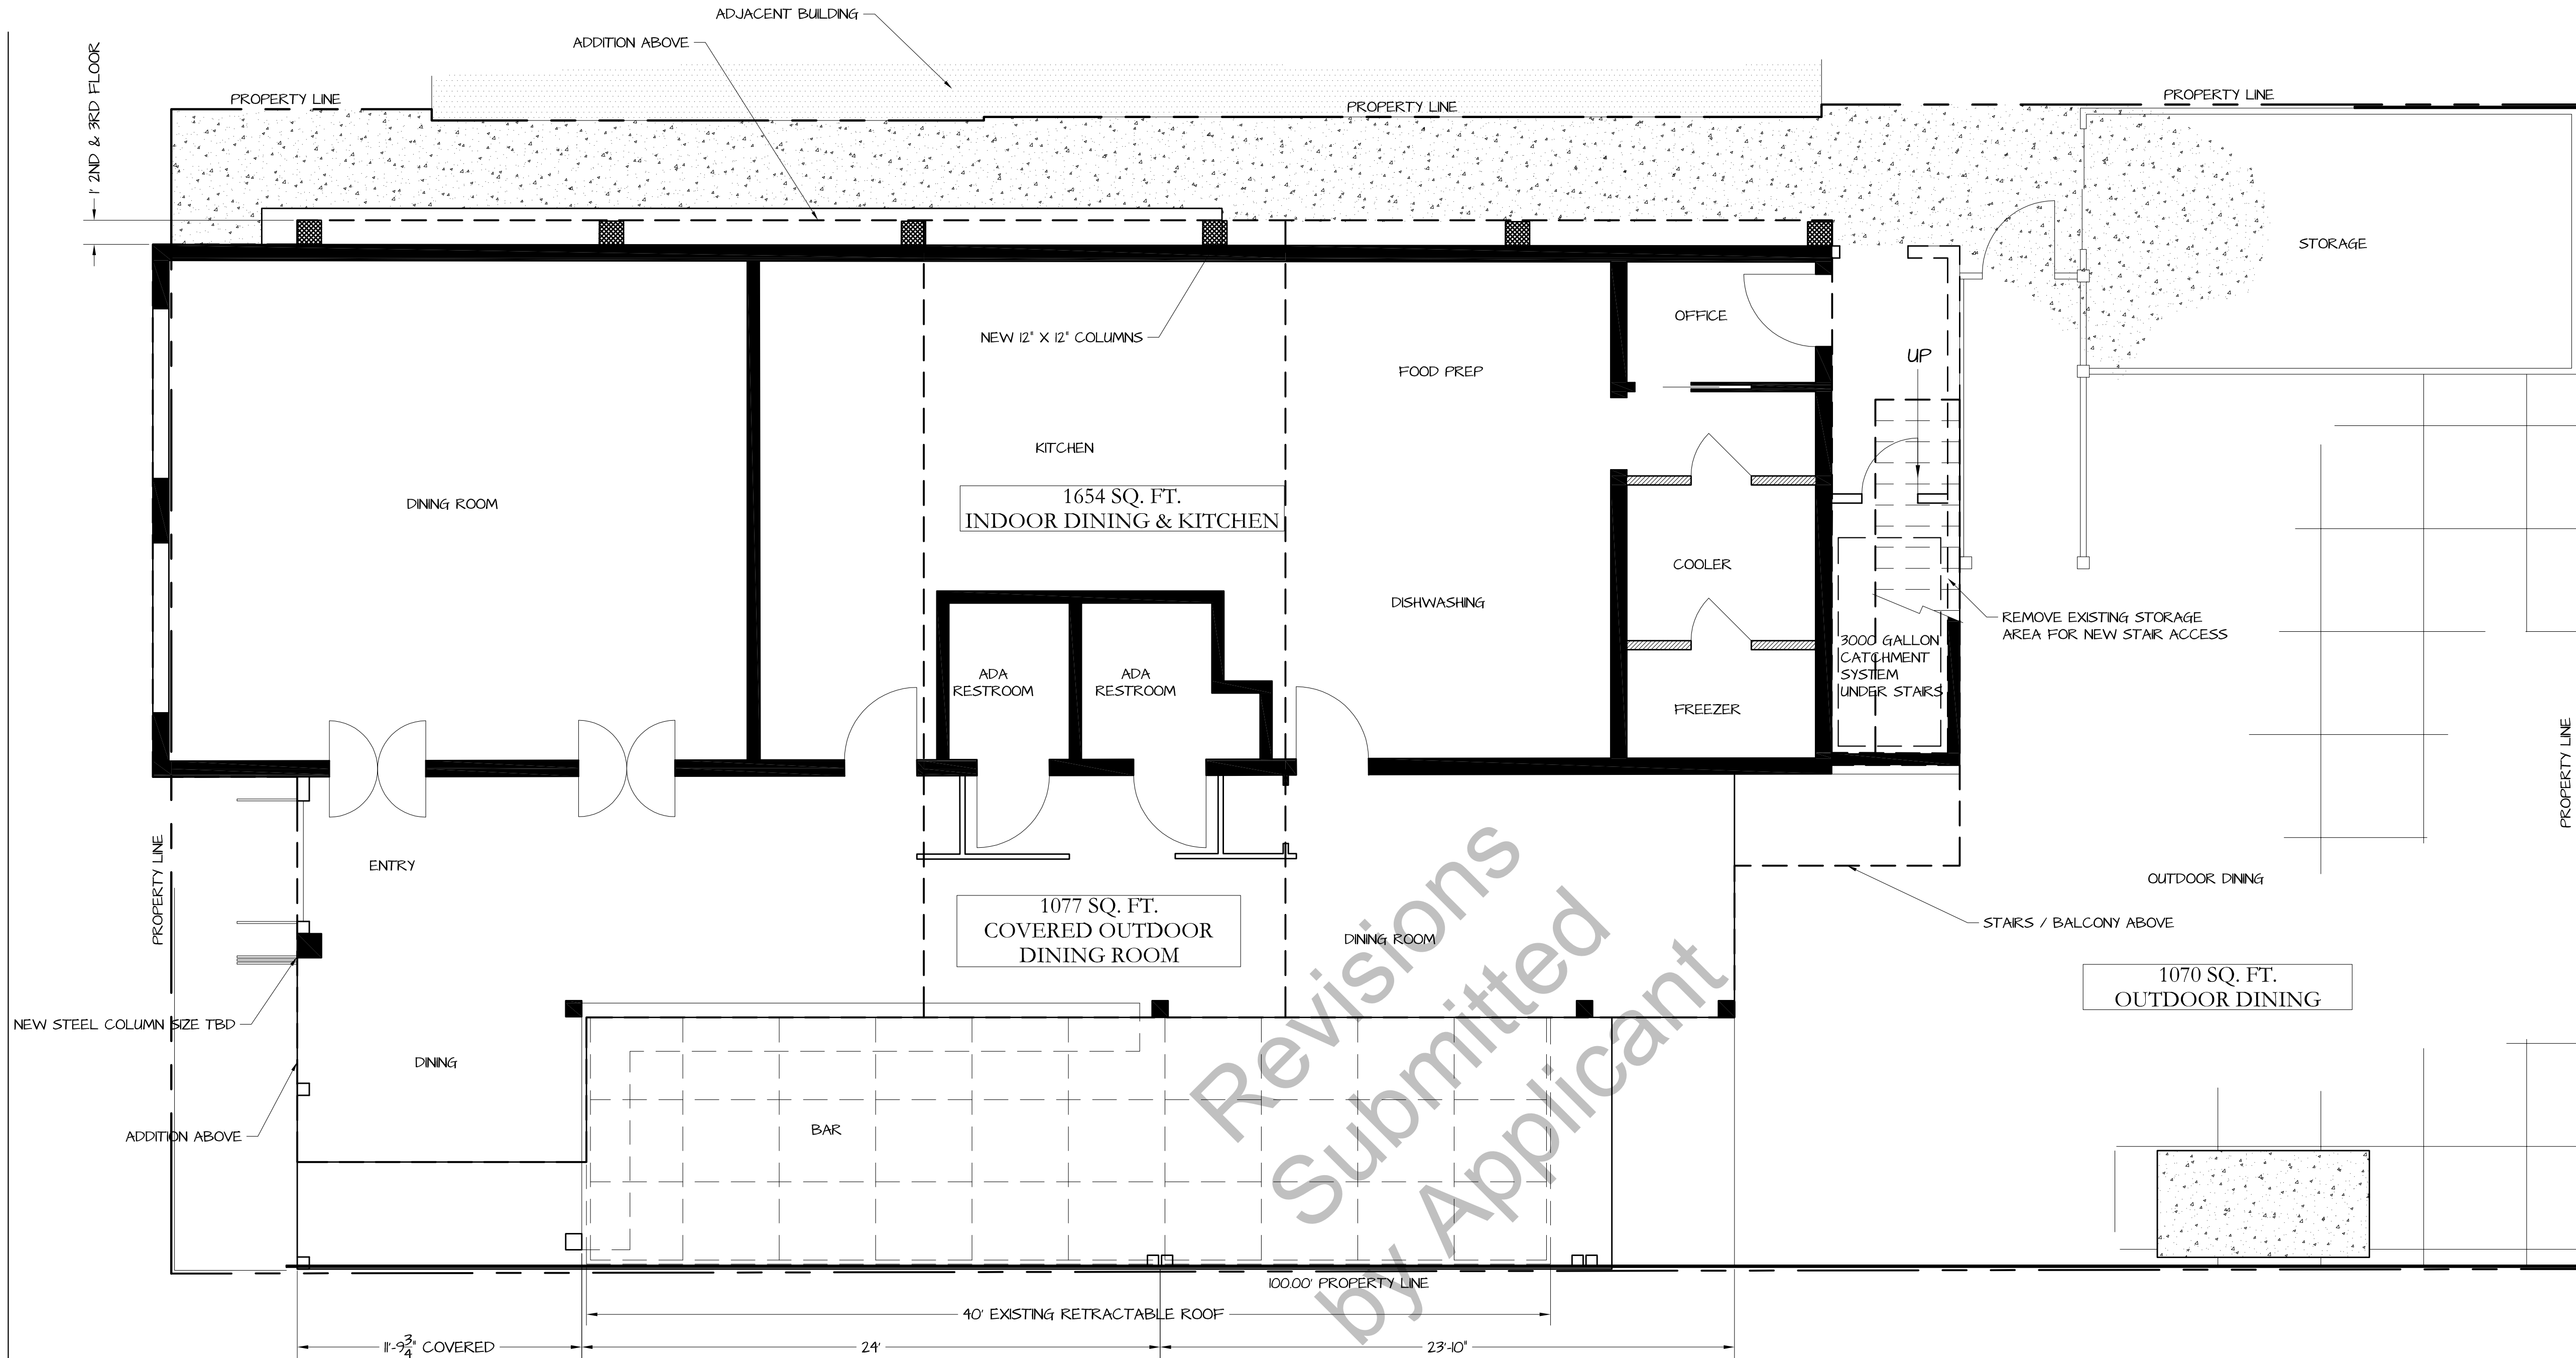 ADJACENT BUILDING
ADDITION ABOVE
1' 2ND & 3RD FLOOR
PROPERTY LINE
PROPERTY LINE
PROPERTY LINE
STORAGE
OFFICE
NEW 12" X 12" COLUMNS
UP
FOOD PREP
KITCHEN
1654 SQ. FT.
INDOOR DINING & KITCHEN
DINING ROOM
COOLER
DISHWASHING
REMOVE EXISTING STORAGE
AREA FOR NEW STAIR ACCESS
3000 GALLON
CATCHMENT
SYSTEM
UNDER STAIRS
ADA
RESTROOM
ADA
RESTROOM
FREEZER
PROPERTY LINE
PROPERTY LINE
ENTRY
OUTDOOR DINING
1077 SQ. FT.
COVERED OUTDOOR
DINING ROOM
STAIRS / BALCONY ABOVE
DINING ROOM
1070 SQ. FT.
OUTDOOR DINING
NEW STEEL COLUMN SIZE TBD
DINING
ADDITION ABOVE
BAR
Revisions
Submitted
by Applicant
100.00' PROPERTY LINE
40' EXISTING RETRACTABLE ROOF
11'-9 3/4" COVERED
24'
23'-10"